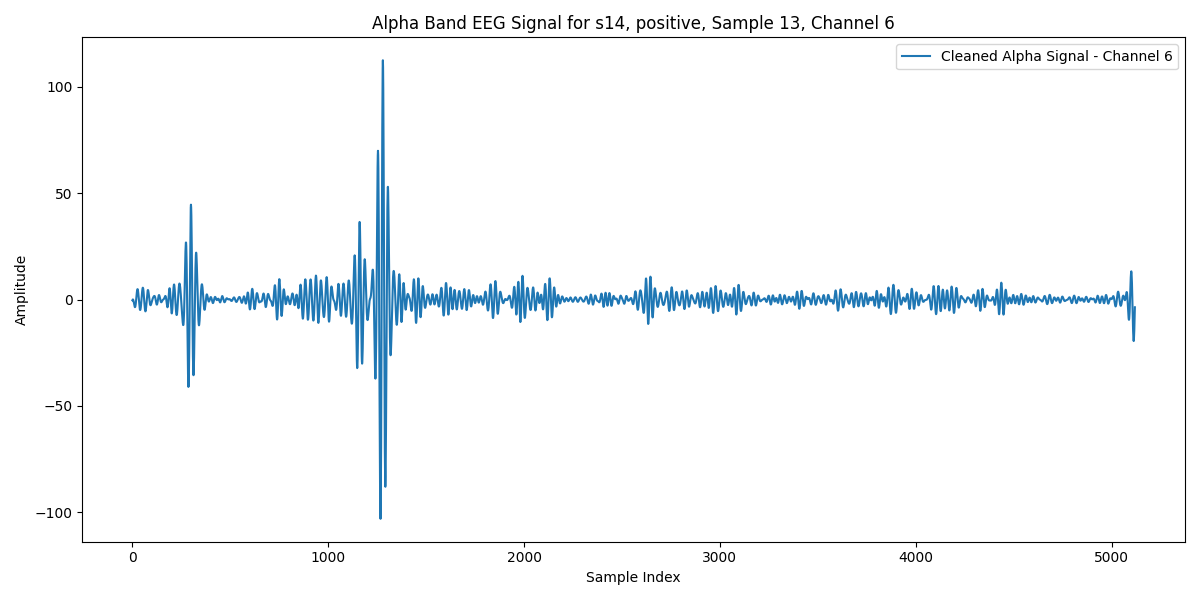 Alpha Band EEG Signal for s14, positive, Sample 13, Channel 6
Cleaned Alpha Signal - Channel 6
Amplitude
100
50
0
−50
−100
0 1000 2000 3000 4000 5000
Sample Index